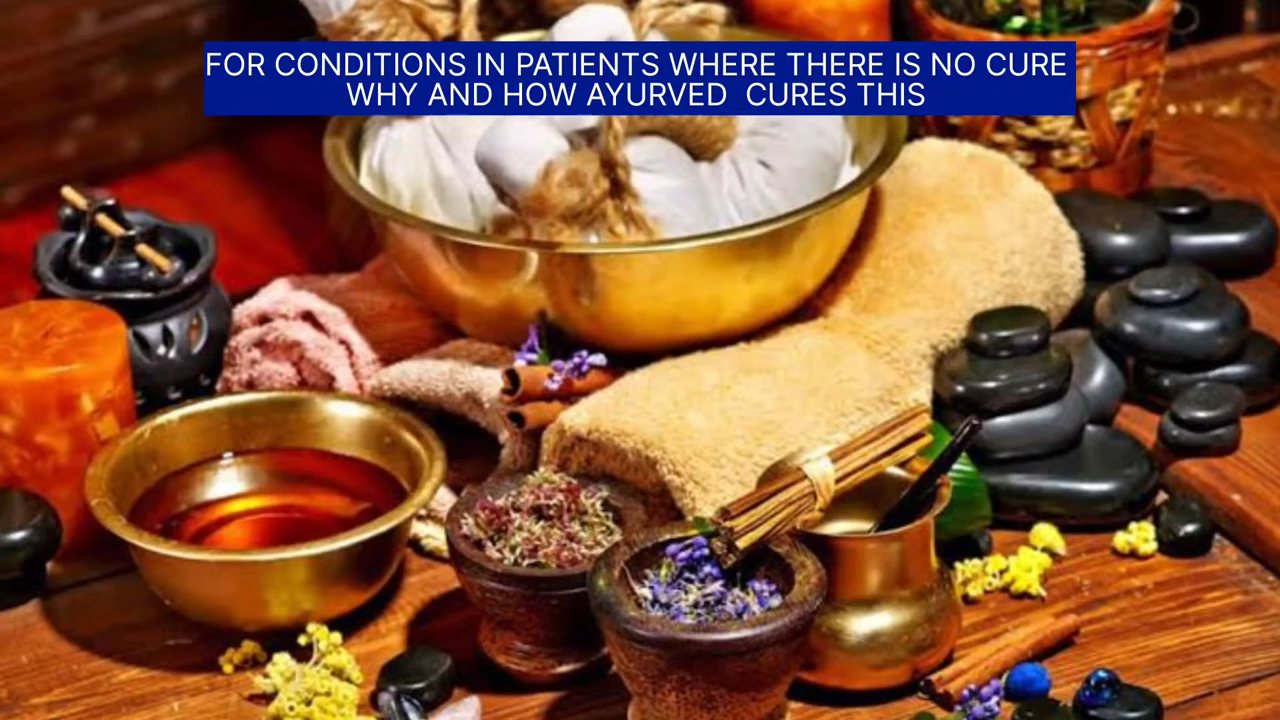 FOR CONDITIONS IN PATIENTS WHERE THERE IS NO CURE
WHY AND HOW AYURVED  CURES THIS